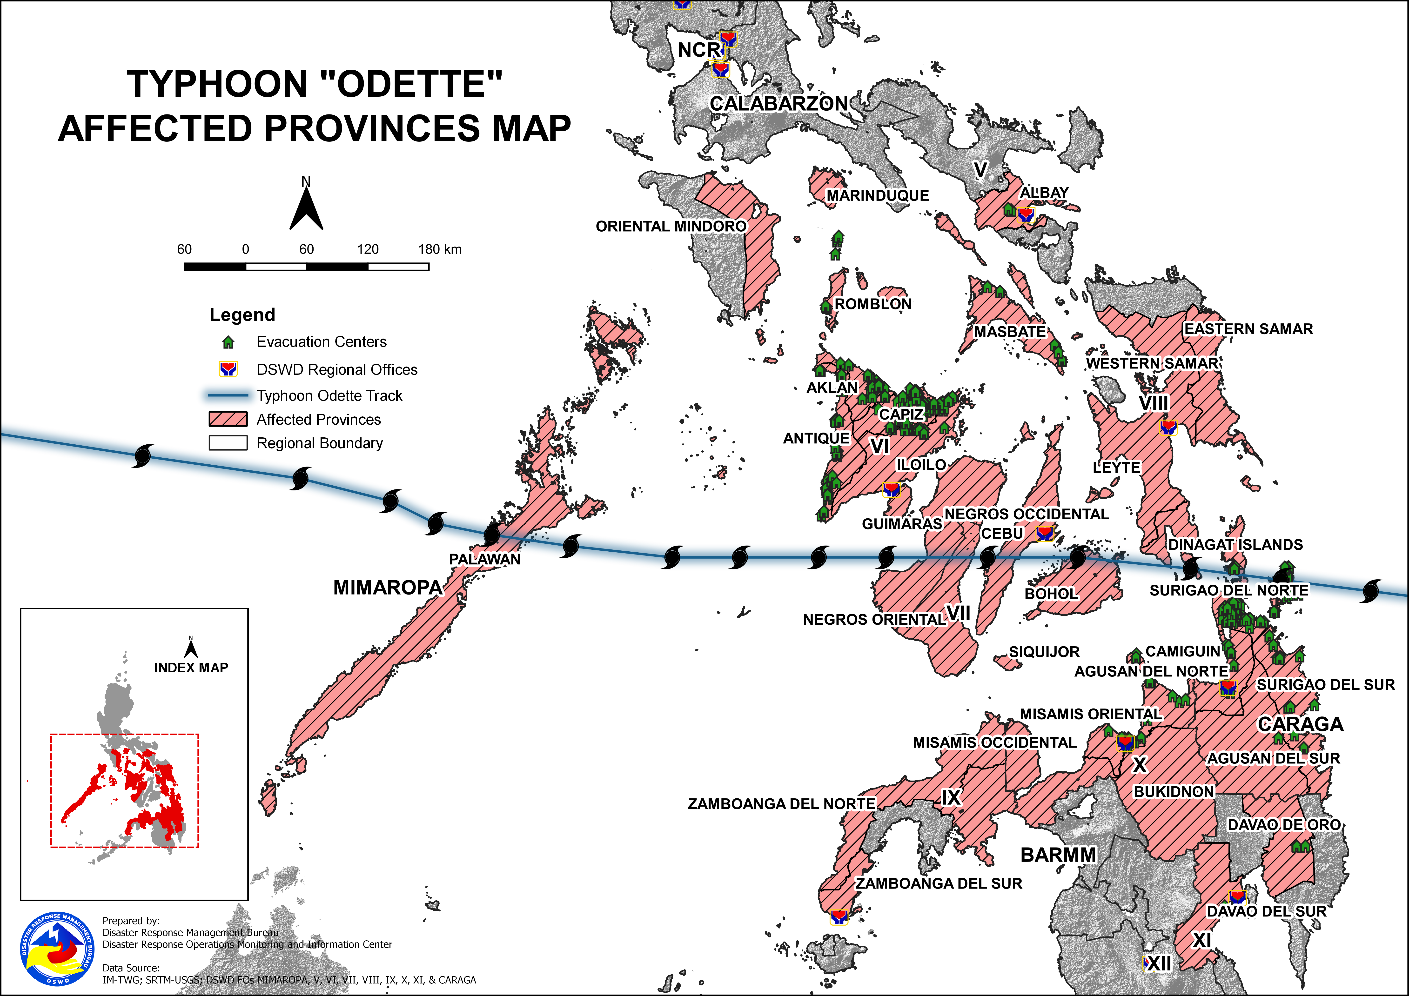 TYPHOON "ODETTE"
AFFECTED PROVINCES MAP
N
60 0 60 120 180 km
Legend
Evacuation Centers
DSWD Regional Offices
Typhoon Odette Track
Affected Provinces
Regional Boundary
NCR
CALABARZON
V
ALBAY
MARINDUQUE
ORIENTAL MINDORO
ROMBLON
MASBATE
EASTERN SAMAR
WESTERN SAMAR
VIII
AKLAN
CAPIZ
ANTIQUE
VI
ILOILO
LEYTE
GUIMARAS
NEGROS OCCIDENTAL
CEBU
DINAGAT ISLANDS
PALAWAN
MIMAROPA
SURIGAO DEL NORTE
BOHOL
NEGROS ORIENTAL
VII
SIQUIJOR
CAMIGUIN
AGUSAN DEL NORTE
SURIGAO DEL SUR
MISAMIS ORIENTAL
CARAGA
MISAMIS OCCIDENTAL
AGUSAN DEL SUR
X
BUKIDNON
IX
ZAMBOANGA DEL NORTE
DAVAO DE ORO
BARMM
ZAMBOANGA DEL SUR
DAVAO DEL SUR
XI
XII
N
INDEX MAP
DISASTER RESPONSE MANAGEMENT BUREAU
DSWD
Prepared by:
Disaster Response Management Bureau
Disaster Response Operations Monitoring and Information Center
Data Source:
IM-TWG; SRTM-USGS; DSWD FOs MIMAROPA, V, VI, VII, VIII, IX, X, XI, & CARAGA